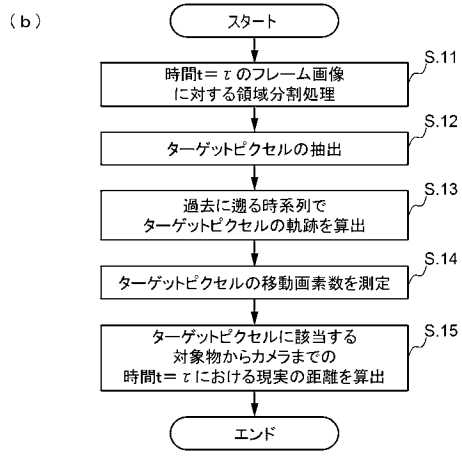 (b)
スタート
S.11
時間t=τのフレーム画像
に対する領域分割処理
S.12
ターゲットピクセルの抽出
S.13
過去に遡る時系列で
ターゲットピクセルの軌跡を算出
S.14
ターゲットピクセルの移動画素数を測定
S.15
ターゲットピクセルに該当する
対象物からカメラまでの
時間t=τにおける現実の距離を算出
エンド